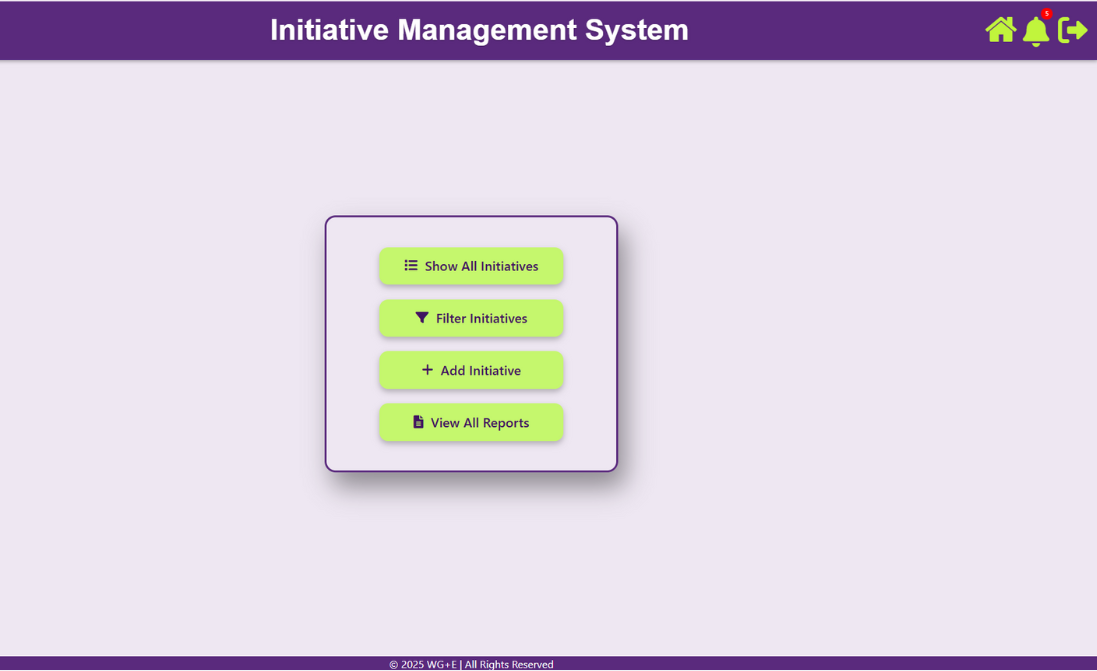 Initiative Management System
5
Show All Initiatives
Filter Initiatives
Add Initiative
View All Reports
© 2025 WG+E | All Rights Reserved